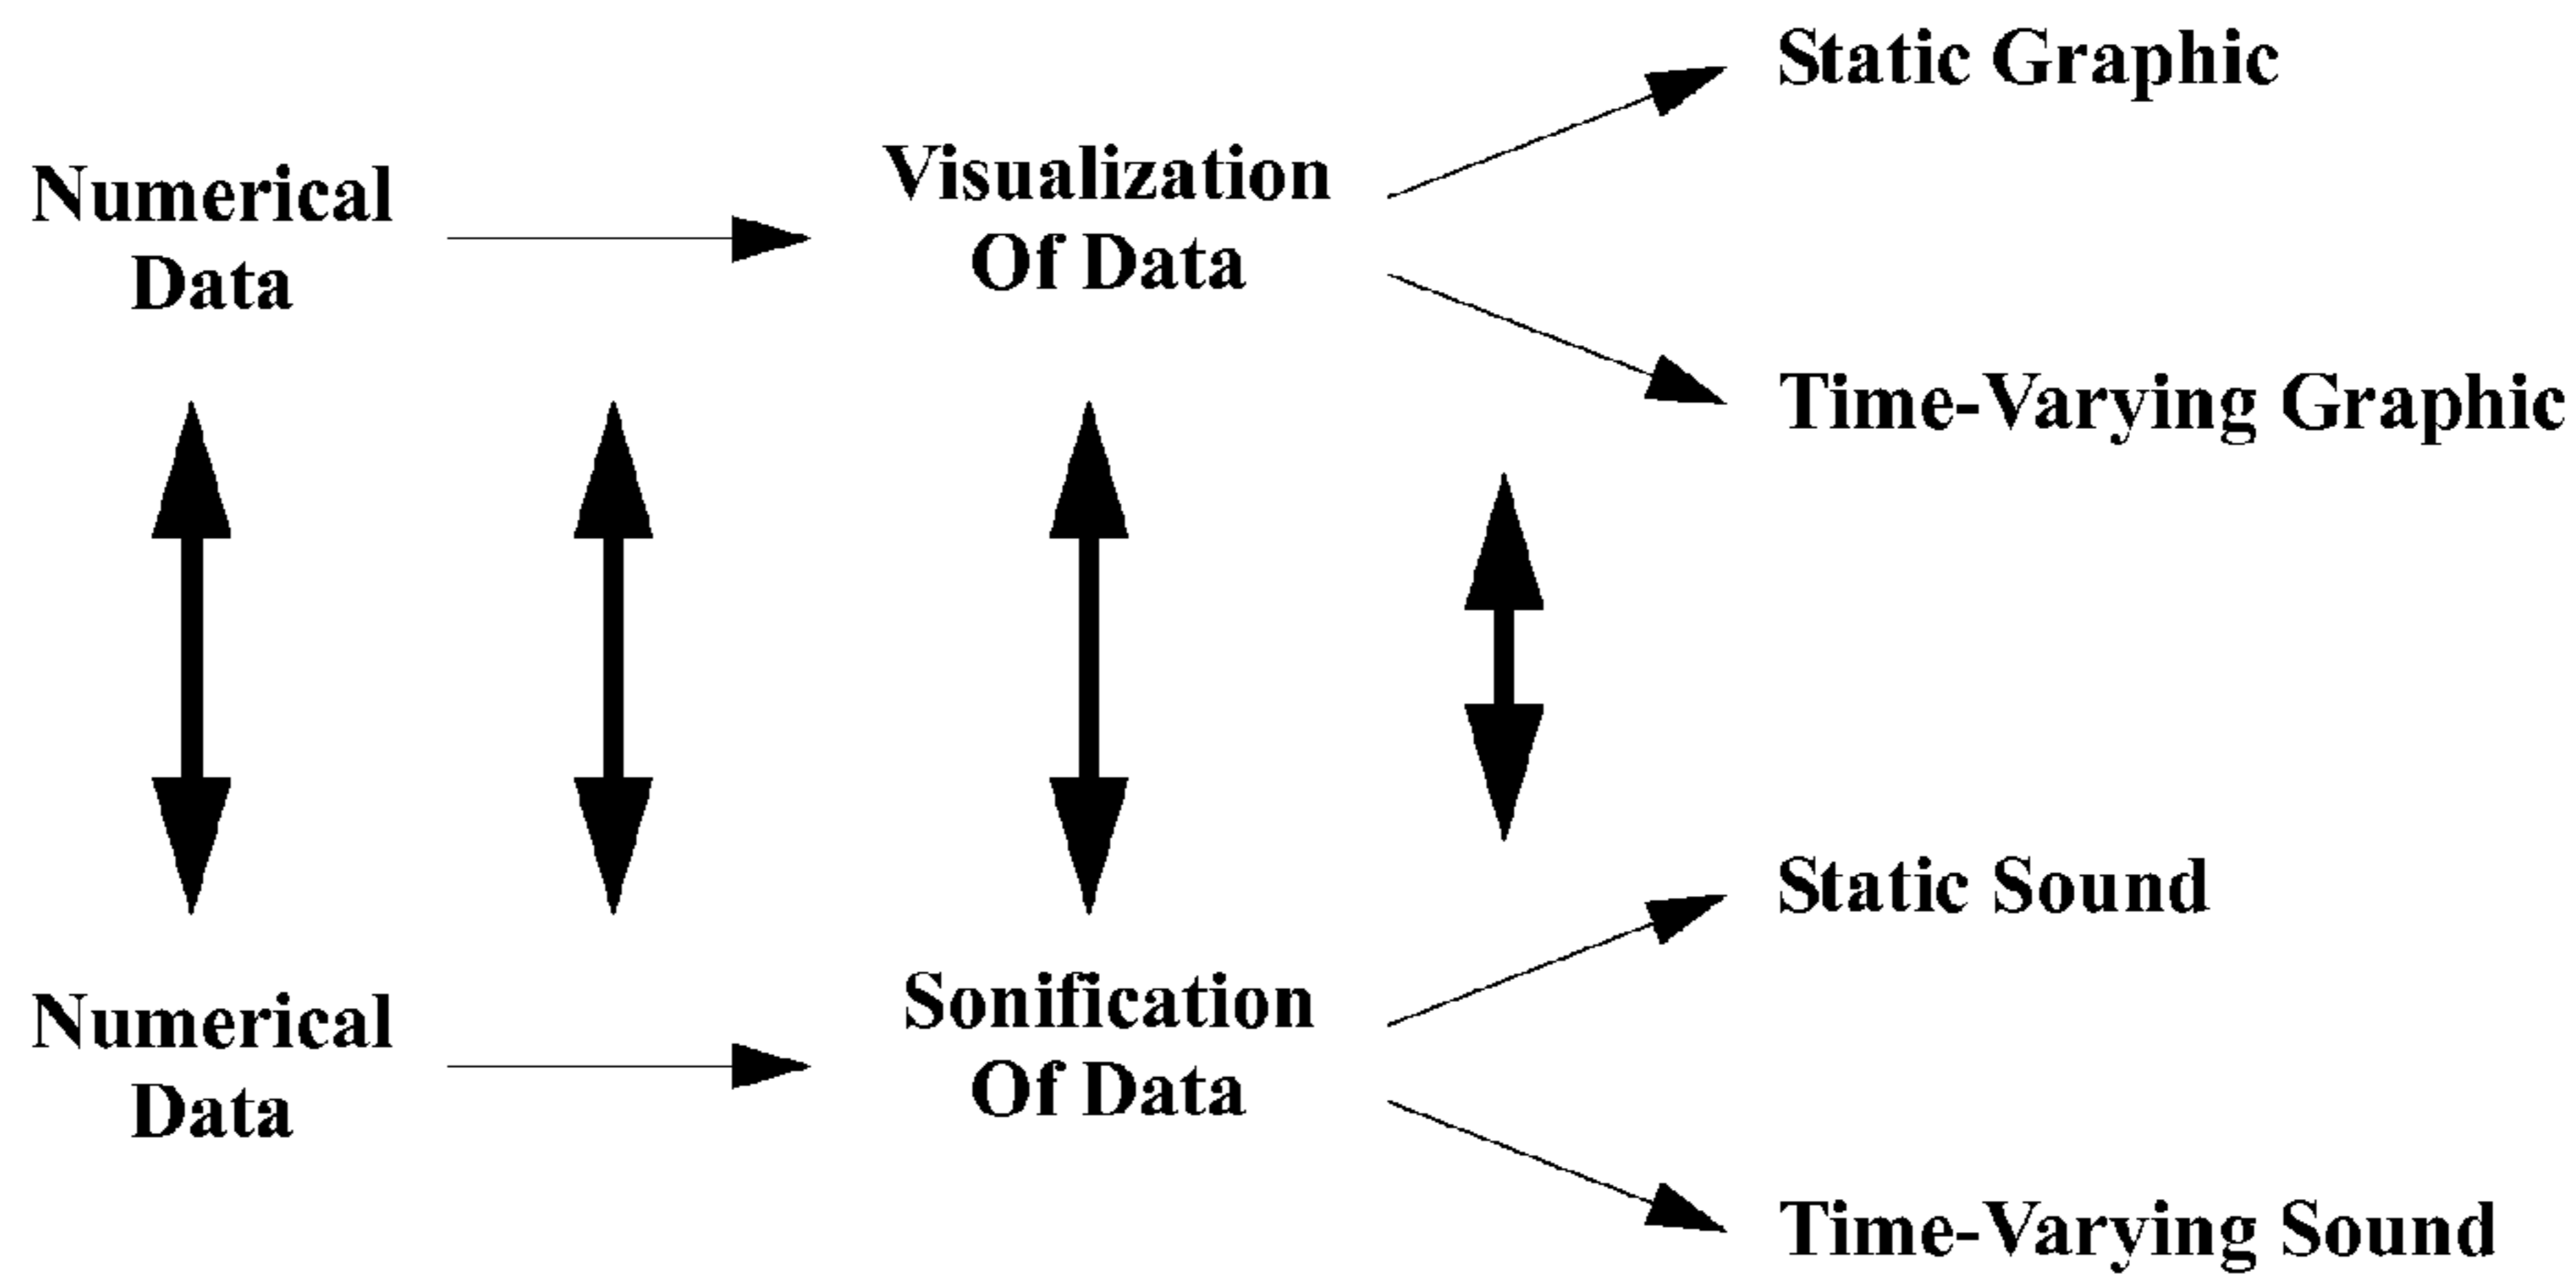 Numerical
Data
Visualization
Of Data
Static Graphic
Time-Varying Graphic
Numerical
Data
Sonification
Of Data
Static Sound
Time-Varying Sound